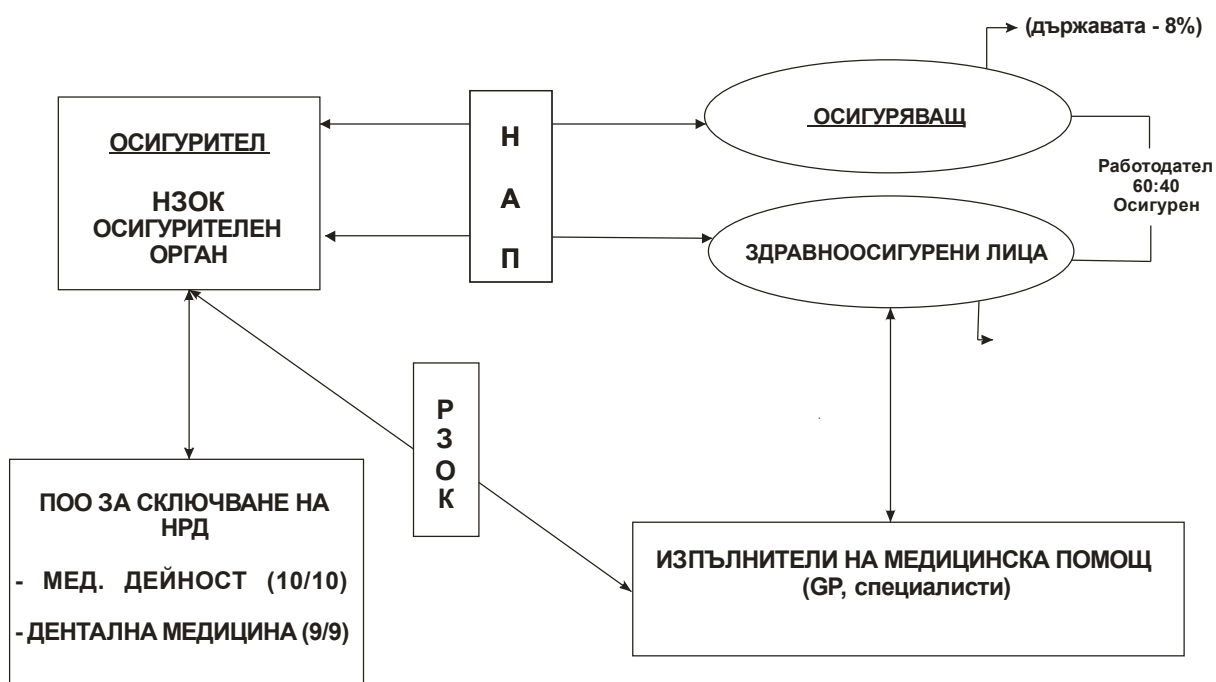 (държавата - 8%)
ОСИГУРИТЕЛ
НЗОК
ОСИГУРИТЕЛЕН
ОРГАН
Н
А
П
ОСИГУРЯВАЩ
Работодател
60:40
Осигурен
ЗДРАВНООСИГУРЕНИ ЛИЦА
Р
З
О
К
ПОО ЗА СКЛЮЧВАНЕ НА
НРД
- МЕД. ДЕЙНОСТ (10/10)
- ДЕНТАЛНА МЕДИЦИНА (9/9)
ИЗПЪЛНИТЕЛИ НА МЕДИЦИНСКА ПОМОЩ
(GP, специалисти)